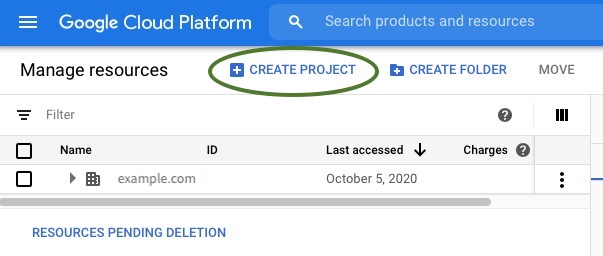 Google Cloud Platform Search products and resources
Manage resources CREATE PROJECT CREATE FOLDER MOVE
Filter
Name ID Last accessed Charges
example.com October 5, 2020
RESOURCES PENDING DELETION